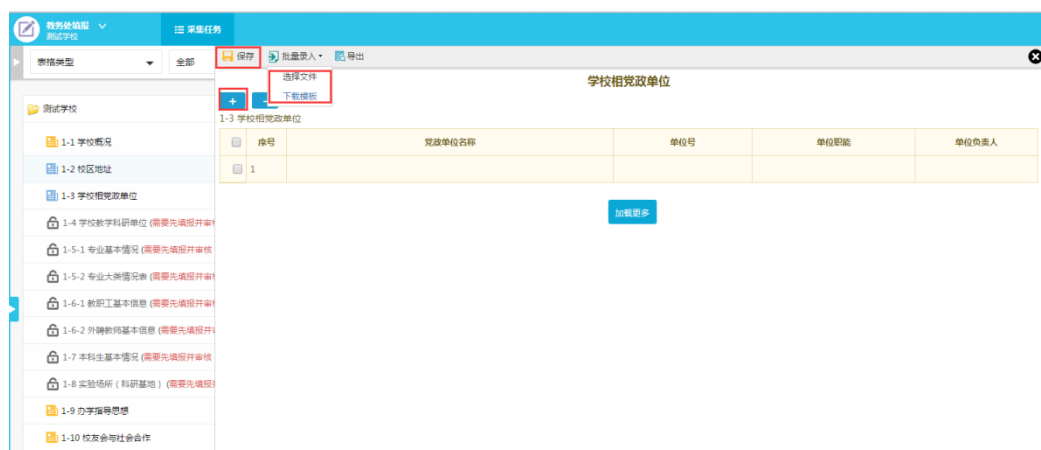 教务处填报
测试学校
采集任务
表格类型
全部
保存
批量录入
导出
选择文件
下载模板
学校相党政单位
+
-
1-3 学校相党政单位
序号
党政单位名称
单位号
单位职能
单位负责人
1
加载更多
测试学校
1-1 学校概况
1-2 校区地址
1-3 学校相党政单位
1-4 学校教学科研单位 (需要先填报并审
1-5-1 专业基本情况 (需要先填报并审核
1-5-2 专业大类情况表 (需要先填报并审
1-6-1 教职工基本信息 (需要先填报并审
1-6-2 外聘教师基本信息 (需要先填报并
1-7 本科生基本情况 (需要先填报并审核
1-8 实验场所（科研基地）(需要先填报
1-9 办学指导思想
1-10 校友会与社会合作